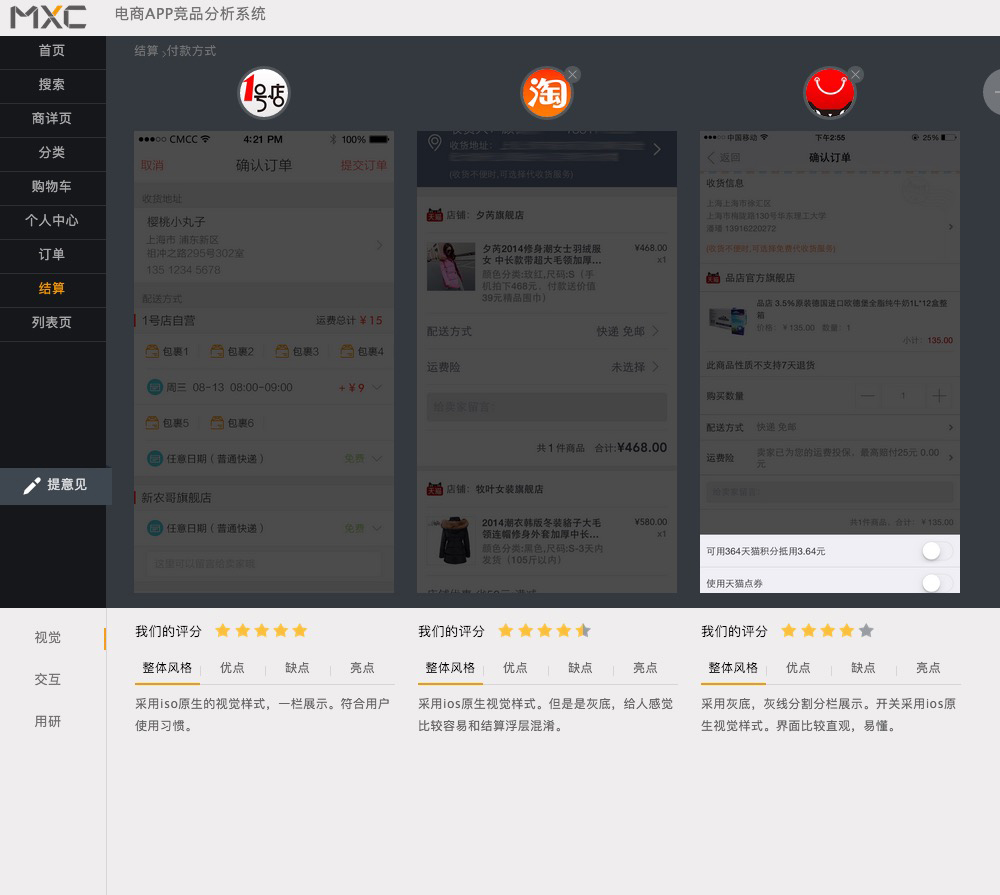 MXC 电商APP竞品分析系统
首页
搜索
商详页
分类
购物车
个人中心
订单
结算
列表页
提意见
结算 › 付款方式
1号店
淘
CMCC 4:21 PM 100%
取消 确认订单 提交订单
收货地址
樱桃小丸子
上海市 浦东新区
祖冲之路295号302室
135 1234 5678
配送方式
1号店自营 运费总计 ¥ 15
包裹1 包裹2 包裹3 包裹4
周三 08-13 08:00-09:00 + ¥ 9
包裹5 包裹6
任意日期（普通快递） 免费
新农哥旗舰店
任意日期（普通快递） 免费
这里可以留言给卖家哦
收货地址:
(收货不便时,可选择代收货服务)
天猫 店铺: 夕芮旗舰店
夕芮2014修身潮女士羽绒服 ¥468.00
女 中长款带超大毛领加厚... x1
颜色分类:玫红,尺码:S（手
机拍下468元、付款送价值
39元精品围巾）
配送方式 快递 免邮
运费险 未选择
给卖家留言:
共1件商品 合计:¥468.00
天猫 店铺: 牧叶女装旗舰店
2014潮衣韩版冬装貉子大毛 ¥580.00
领连帽修身外套加厚中长... x1
颜色分类:黑色,尺码:S-3天内
发货（105斤以内）
中国移动 下午2:55 25%
返回 确认订单
收货信息
上海上海市徐汇区
上海市梅陇路130号华东理工大学
潘瑾 13916220272
(收货不便时,可选择免费代收货服务)
天猫 品店官方旗舰店
品店 3.5%原装德国进口欧德堡全脂纯牛奶1L*12盒整
箱
价格: ¥135.00 数量: 1
小计: 135.00
此商品性质不支持7天退货
购买数量 1
配送方式 快递 免邮
运费险 卖家已为您的运费投保，最高赔付25元 0.00
元
给卖家留言:
共1件商品，合计: ¥135.00
可用364天猫积分抵用3.64元
使用天猫点券
视觉
交互
用研
我们的评分
整体风格 优点 缺点 亮点
采用iso原生的视觉样式，一栏展示。符合用户
使用习惯。
我们的评分
整体风格 优点 缺点 亮点
采用ios原生视觉样式。但是是灰底，给人感觉
比较容易和结算浮层混淆。
我们的评分
整体风格 优点 缺点 亮点
采用灰底，灰线分割分栏展示。开关采用ios原
生视觉样式。界面比较直观，易懂。